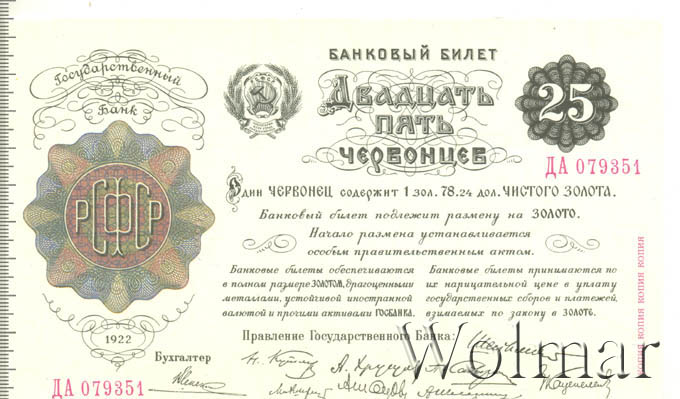 БАНКОВЫЙ БИЛЕТ
Государственный
Банк
РСФСР
Двадцать
пять
червонцев
25
ДА 079351
Один ЧЕРВОНЕЦ содержит 1 зол. 78.24 дол. ЧИСТОГО ЗОЛОТА.
Банковый билет подлежит размену на ЗОЛОТО.
Начало размена устанавливается
особым правительственным актом.
Банковые билеты обеспечиваются
в полном размере ЗОЛОТОМ, драгоценными
металами, устойчивой иностранной
валютой и прочими активами ГОСБАНКА.
Банковые билеты принимаются по
их нарицательной цене в уплату
государственных сборов и платежей,
взимаемых по закону в ЗОЛОТЕ.
1922
Правление Государственного Банка:
Бухгалтер
ДА 079351
КОПИЯ КОПИЯ КОПИЯ
Wolmar